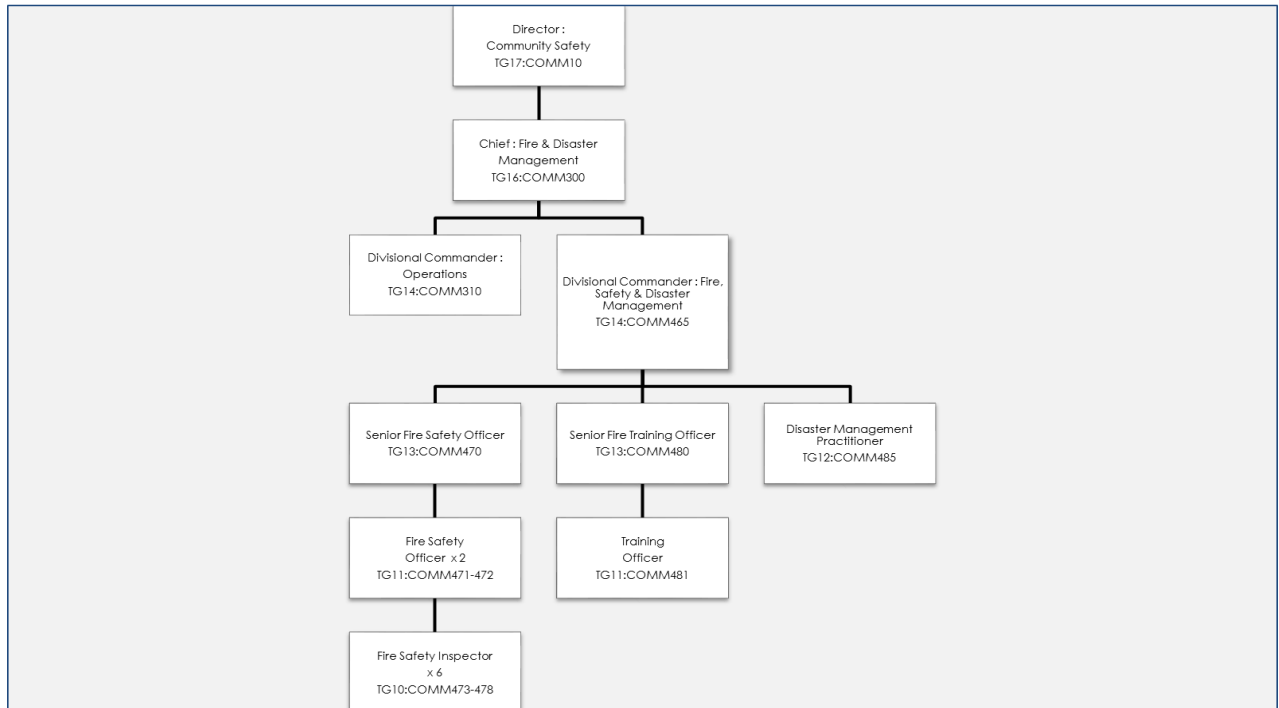 Director :
Community Safety
TG17:COMM10
Chief : Fire & Disaster
Management
TG16:COMM300
Divisional Commander :
Operations
TG14:COMM310
Divisional Commander : Fire,
Safety & Disaster
Management
TG14:COMM465
Senior Fire Safety Officer
TG13:COMM470
Senior Fire Training Officer
TG13:COMM480
Disaster Management
Practitioner
TG12:COMM485
Fire Safety
Officer x 2
TG11:COMM471-472
Training
Officer
TG11:COMM481
Fire Safety Inspector
x 6
TG10:COMM473-478